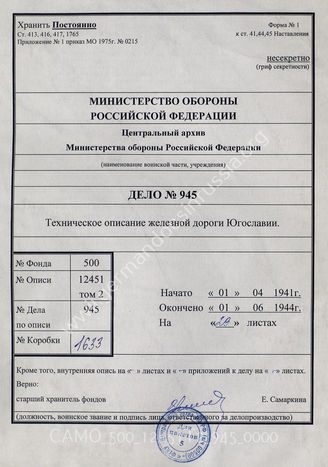 Хранить Постоянно
Форма № 1
Ст. 413, 416, 417, 1765
к ст. 41,44,45 Наставления
Приложение № 1 приказ МО 1975г. № 0215
несекретно
(гриф секретности)
МИНИСТЕРСТВО ОБОРОНЫ
РОССИЙСКОЙ ФЕДЕРАЦИИ
Центральный архив
Министерства обороны Российской Федерации
(наименование воинской части, учреждения)
ДЕЛО № 945
Техническое описание железной дороги Югославии.
№ Фонда 500
№ Описи 12451
том 2
№ Дела 945
по описи
№ Коробки 1633
Начато « 01 » 04 1941г.
Окончено « 01 » 06 1944г.
На « 28 » листах
Кроме того, внутренняя опись на «-» листах и «-» приложений к делу на «-» листах.
Верно:
старший хранитель фондов Е. Самаркина
(должность, воинское звание и подпись лица, ответственного за делопроизводство)
Для пакетов
5